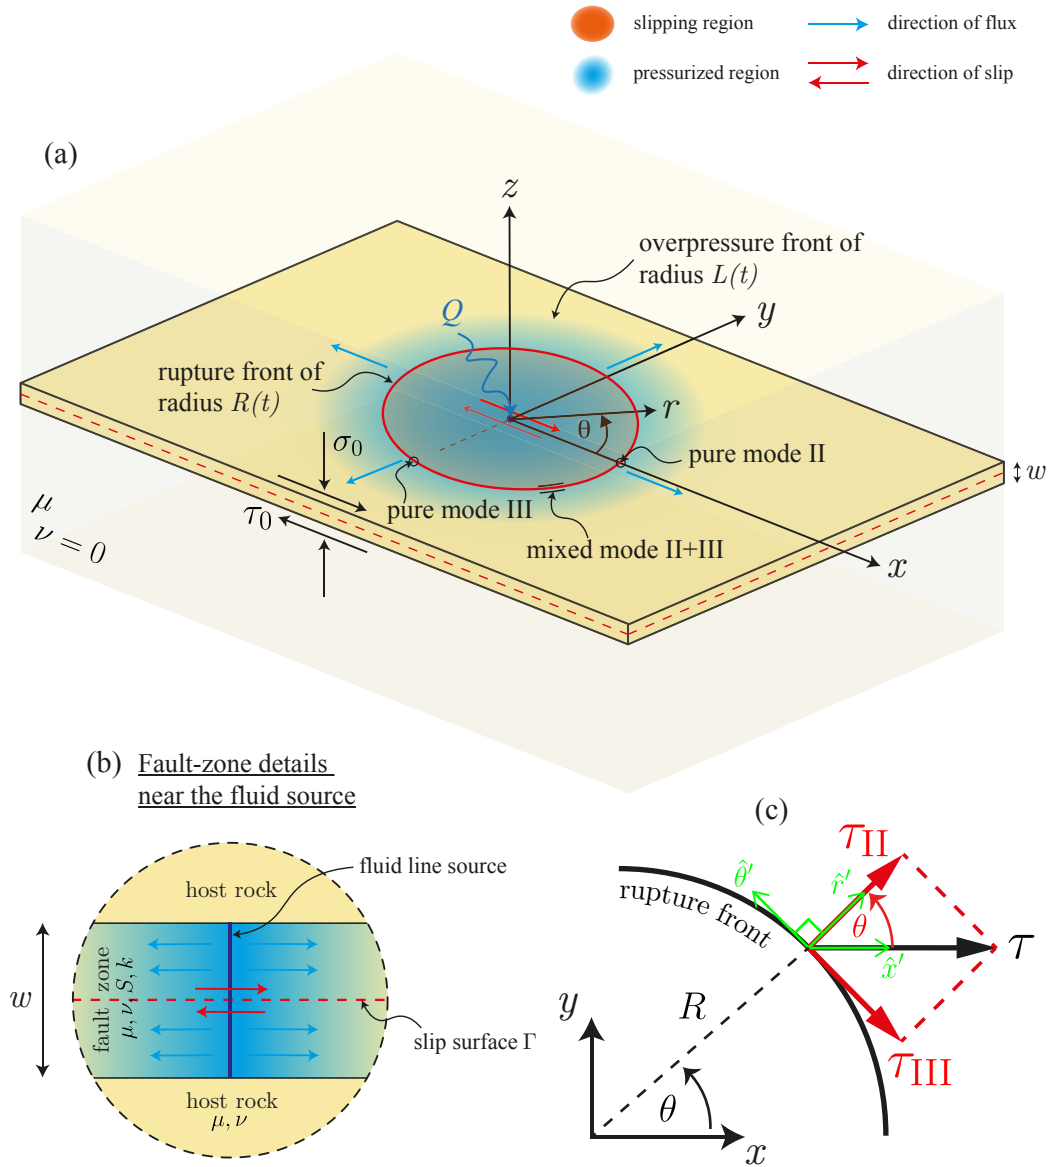 slipping region
direction of flux
pressurized region
direction of slip
(a)
z
overpressure front of
radius L(t)
y
Q
rupture front of
radius R(t)
r
θ
σ₀
pure mode II
w
pure mode III
τ₀
mixed mode II+III
x
μ
ν = 0
(b) Fault-zone details
near the fluid source
fluid line source
host rock
w
fault zone
μ, ν, S, k
slip surface Γ
host rock
μ, ν
(c)
τ_II
rupture front
θ̂′
r̂′
θ
x̂′
τ
R
y
τ_III
θ
x